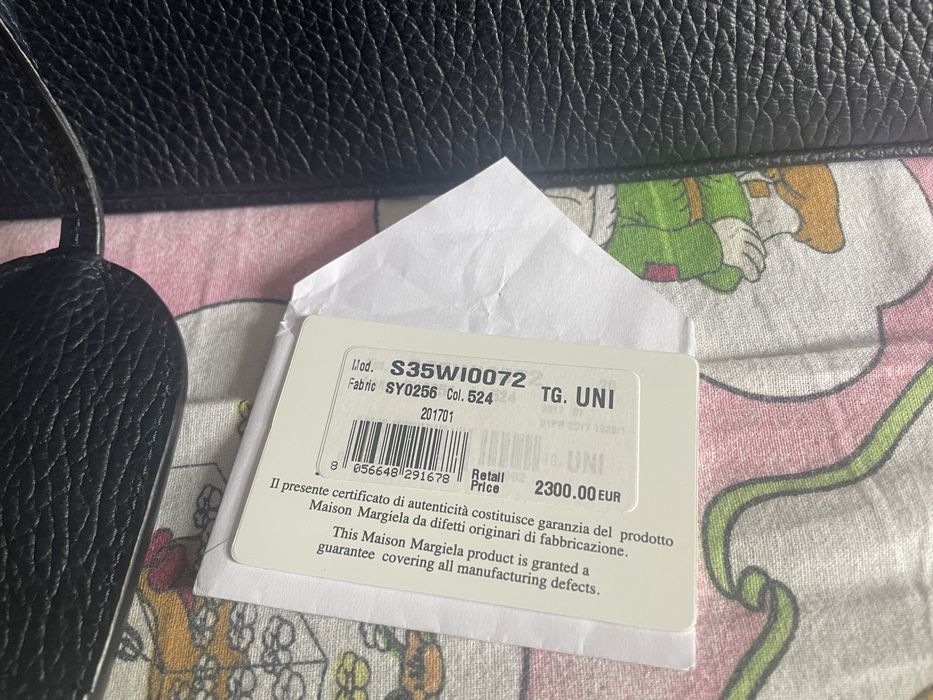 Mod. S35WI0072 TG. UNI
Fabric SY0256 Col. 524
201701
8 056648 291678
Retail
Price 2300.00 EUR
Il presente certificato di autenticità costituisce garanzia del prodotto
Maison Margiela da difetti originari di fabbricazione.
This Maison Margiela product is granted a
guarantee covering all manufacturing defects.